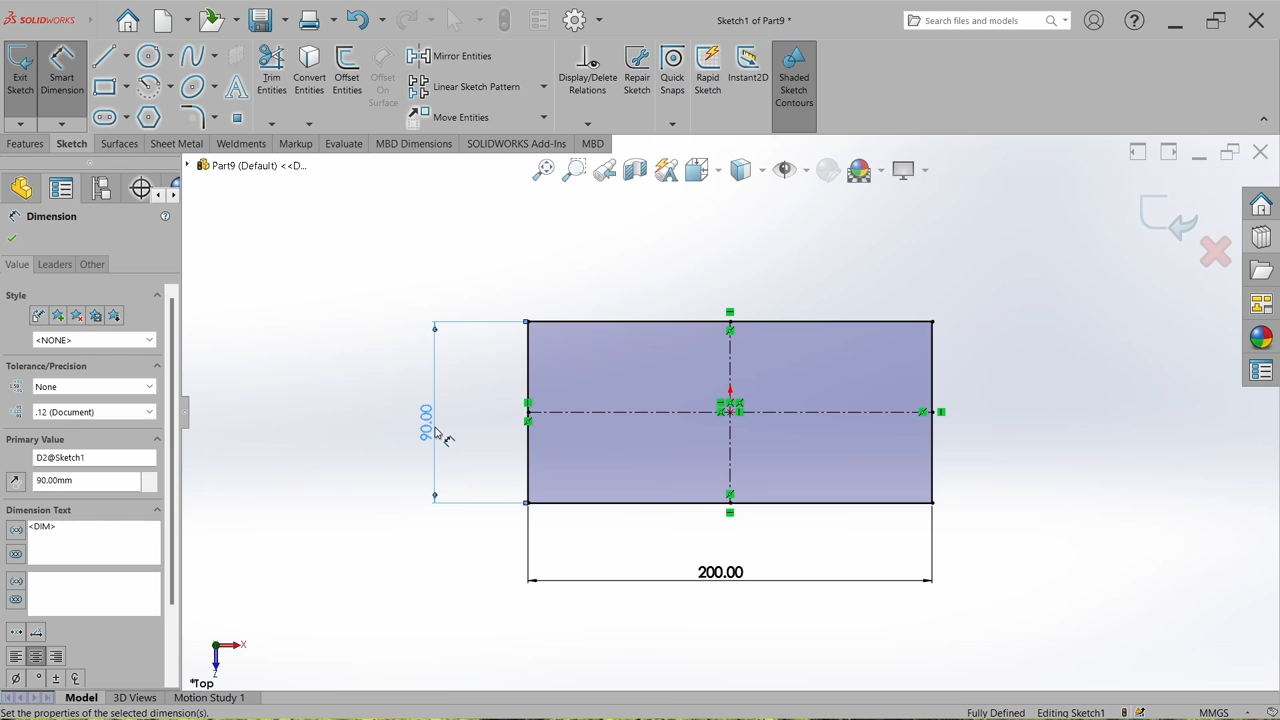 SOLIDWORKS
Sketch1 of Part9 *
Search files and models
Exit Sketch
Smart Dimension
Trim Entities
Convert Entities
Offset Entities
Offset On Surface
Mirror Entities
Linear Sketch Pattern
Move Entities
Display/Delete Relations
Repair Sketch
Quick Snaps
Rapid Sketch
Instant2D
Shaded Sketch Contours
Features
Sketch
Surfaces
Sheet Metal
Weldments
Markup
Evaluate
MBD Dimensions
SOLIDWORKS Add-Ins
MBD
Part9 (Default) <<D...
Dimension
Value
Leaders
Other
Style
<NONE>
Tolerance/Precision
None
.12 (Document)
Primary Value
D2@Sketch1
90.00mm
Dimension Text
<DIM>
90.00
200.00
X
Z
*Top
Model
3D Views
Motion Study 1
Set the properties of the selected dimension(s).
Fully Defined
Editing Sketch1
MMGS